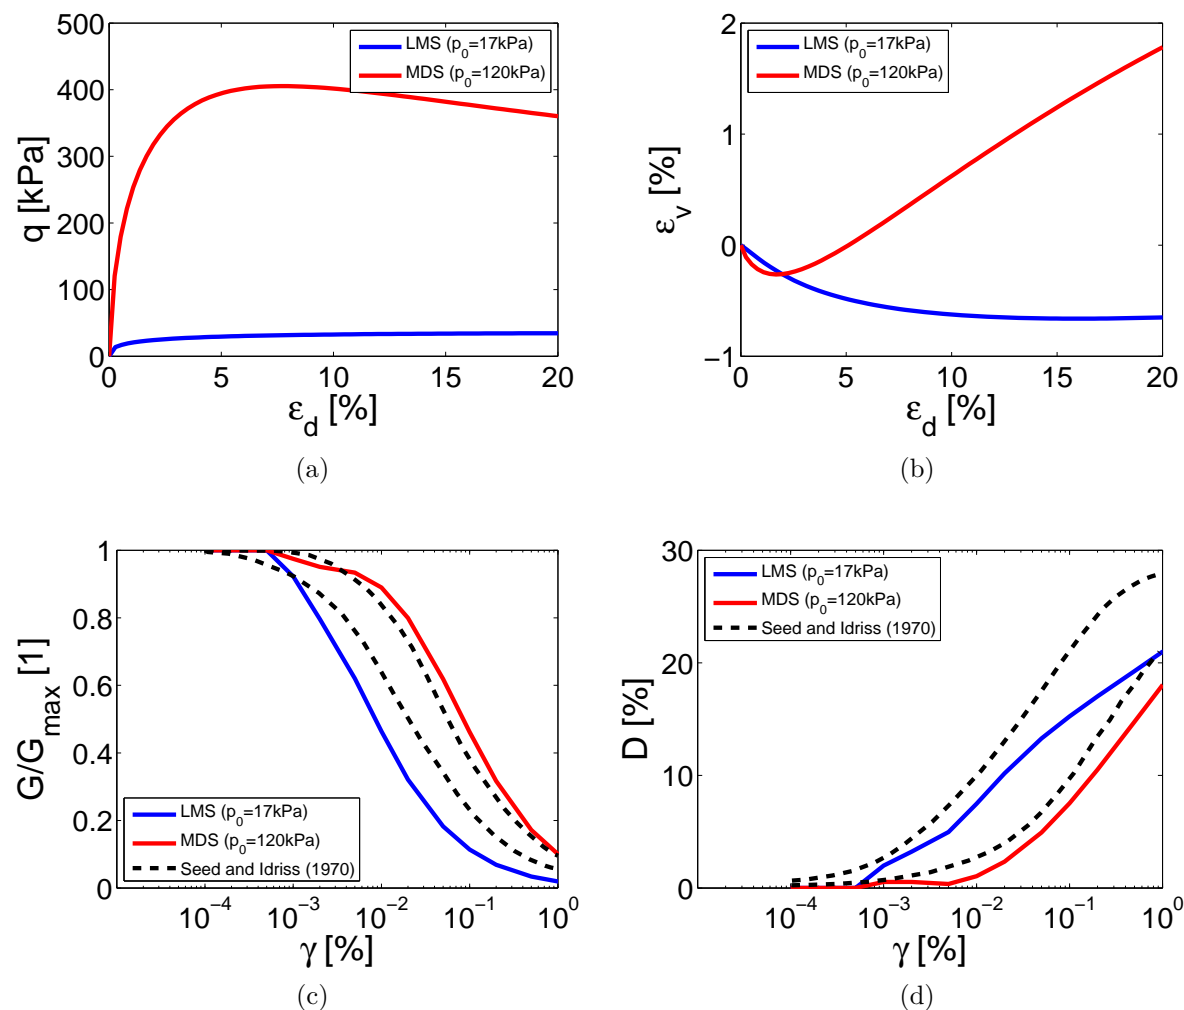 500
400
300
200
100
0
q [kPa]
LMS (p0=17kPa)
MDS (p0=120kPa)
0 5 10 15 20
εd [%]
(a)
2
1
0
−1
εv [%]
LMS (p0=17kPa)
MDS (p0=120kPa)
0 5 10 15 20
εd [%]
(b)
1
0.8
0.6
0.4
0.2
0
G/Gmax [1]
LMS (p0=17kPa)
MDS (p0=120kPa)
Seed and Idriss (1970)
10−4 10−3 10−2 10−1 100
γ [%]
(c)
30
20
10
0
D [%]
LMS (p0=17kPa)
MDS (p0=120kPa)
Seed and Idriss (1970)
10−4 10−3 10−2 10−1 100
γ [%]
(d)